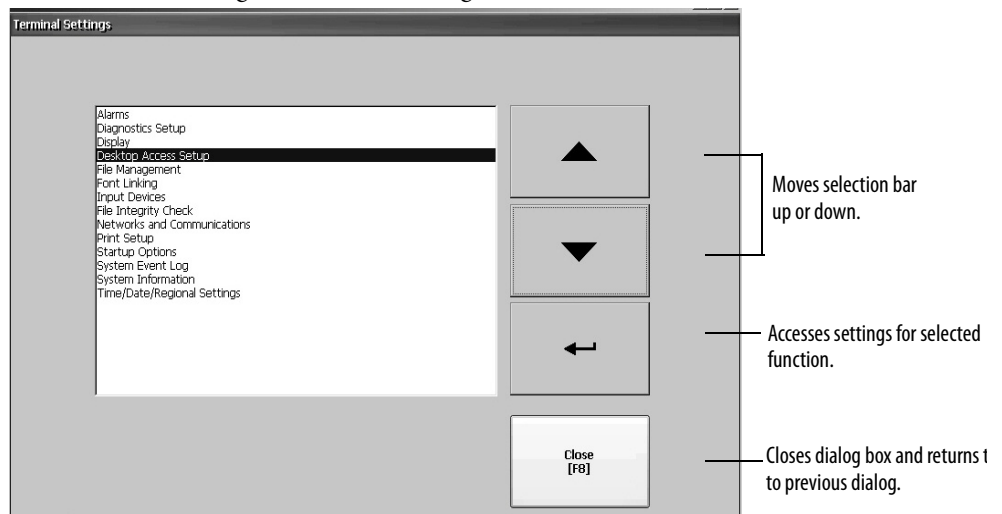 Terminal Settings
Alarms
Diagnostics Setup
Display
Desktop Access Setup
File Management
Font Linking
Input Devices
File Integrity Check
Networks and Communications
Print Setup
Startup Options
System Event Log
System Information
Time/Date/Regional Settings
Moves selection bar
up or down.
Accesses settings for selected
function.
Close
[F8]
Closes dialog box and returns t
to previous dialog.